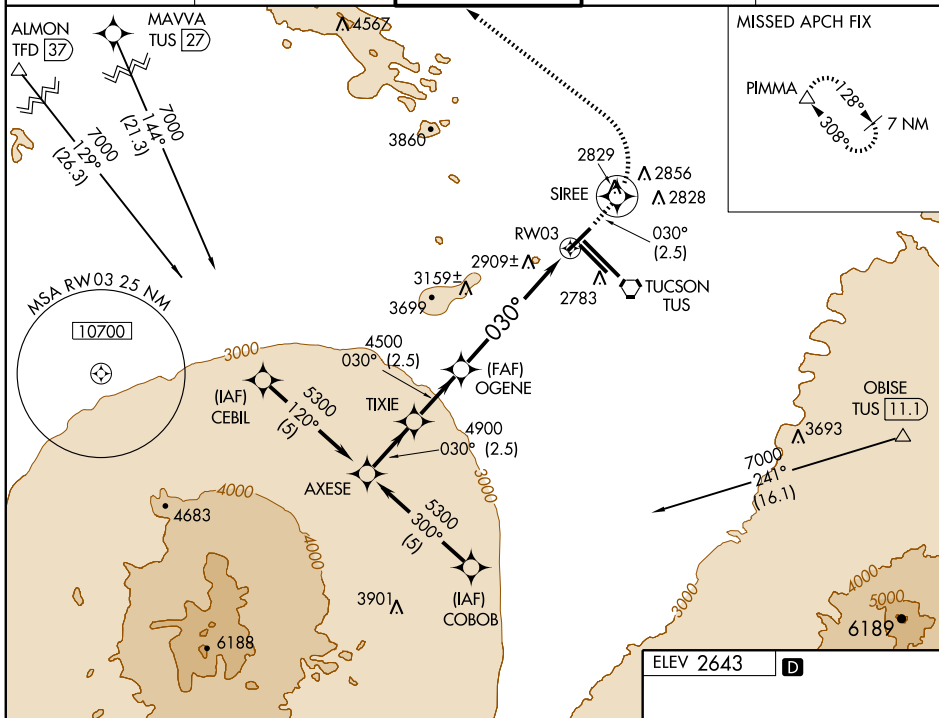 ALMON
TFD 37
MAVVA
TUS 27
7000
129°
(26.3)
7000
144°
(21.3)
4567
3860
MISSED APCH FIX
PIMMA
128°
308°
7 NM
2829
2856
2828
SIREE
RW03
030°
(2.5)
2909±
3159±
3699
2783
TUCSON
TUS
MSA RW03 25 NM
10700
3000
030°
4500
030° (2.5)
(FAF)
OGENE
(IAF)
CEBIL
5300
120°
(5)
TIXIE
4900
030° (2.5)
AXESE
3000
OBISE
TUS 11.1
3693
7000
241°
(16.1)
4000
4683
4000
5300
300°
(5)
(IAF)
COBOB
3901
6188
3000
4000
5000
6189
ELEV 2643
D